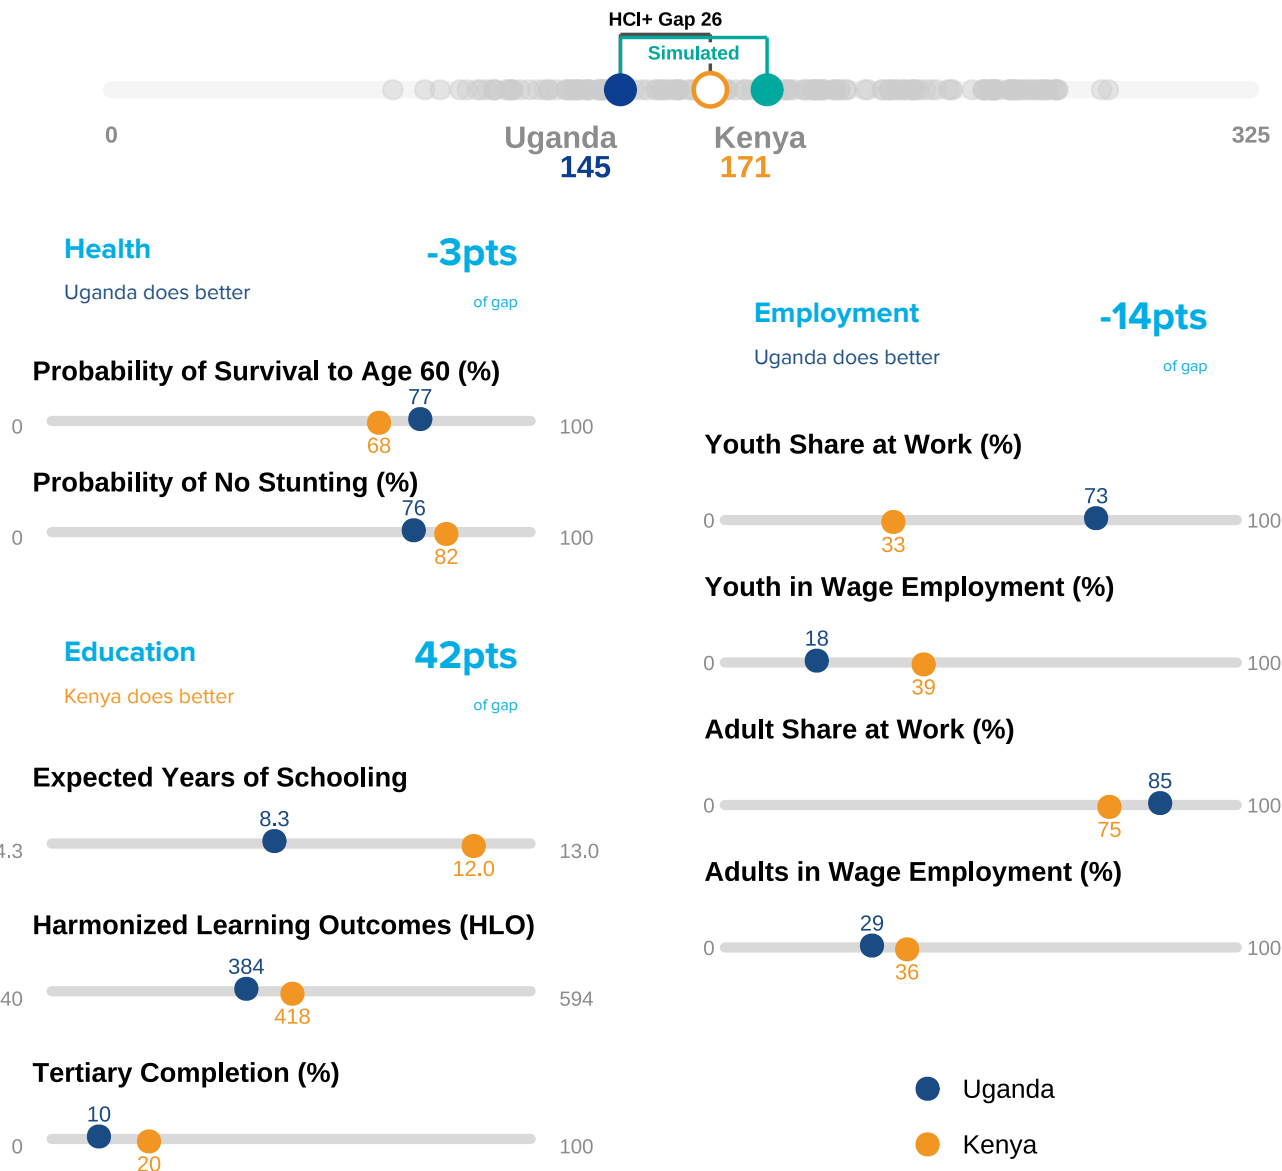 HCI+ Gap 26
Simulated
0
325
Uganda
Kenya
145
171
Health
-3pts
Uganda does better
of gap
Probability of Survival to Age 60 (%)
77
0
100
68
Probability of No Stunting (%)
76
0
100
82
Education
42pts
Kenya does better
of gap
Expected Years of Schooling
8.3
4.3
13.0
12.0
Harmonized Learning Outcomes (HLO)
384
40
594
418
Tertiary Completion (%)
10
0
100
20
Employment
-14pts
Uganda does better
of gap
Youth Share at Work (%)
73
0
100
33
Youth in Wage Employment (%)
18
0
100
39
Adult Share at Work (%)
85
0
100
75
Adults in Wage Employment (%)
29
0
100
36
Uganda
Kenya